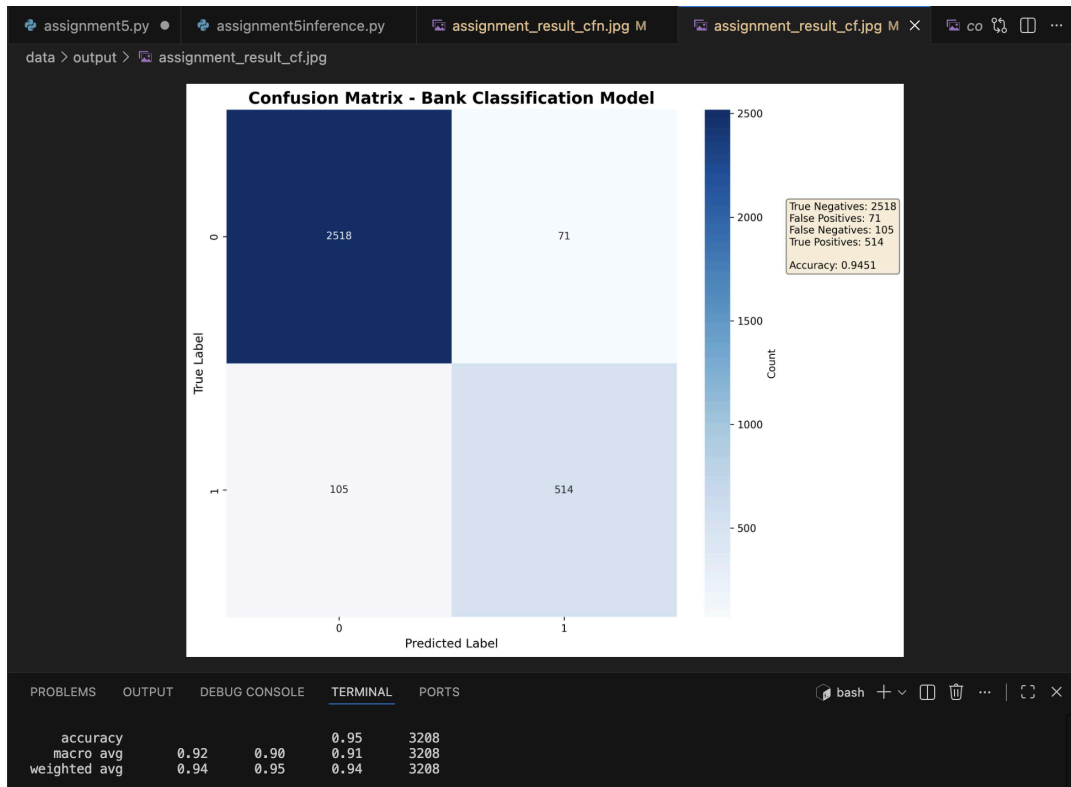 assignment5.py
assignment5inference.py
assignment_result_cfn.jpg M
assignment_result_cf.jpg M
co
data > output > assignment_result_cf.jpg
Confusion Matrix - Bank Classification Model
2500
2000
1500
1000
500
Count
True Negatives: 2518
False Positives: 71
False Negatives: 105
True Positives: 514
Accuracy: 0.9451
True Label
0
2518
71
1
105
514
0
1
Predicted Label
PROBLEMS
OUTPUT
DEBUG CONSOLE
TERMINAL
PORTS
bash
accuracy 0.95 3208
macro avg 0.92 0.90 0.91 3208
weighted avg 0.94 0.95 0.94 3208